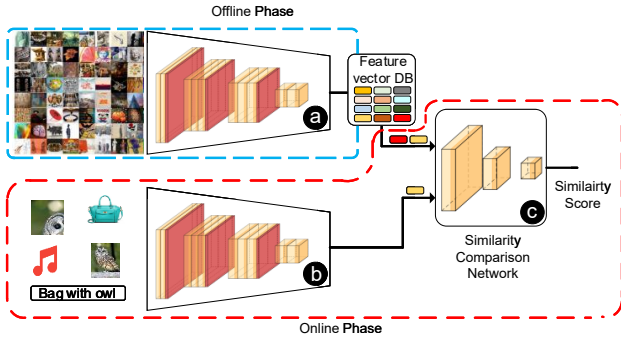 Offline Phase
Feature
vector DB
a
Bag with owl
b
c
Similairty
Score
Similarity
Comparison
Network
Online Phase